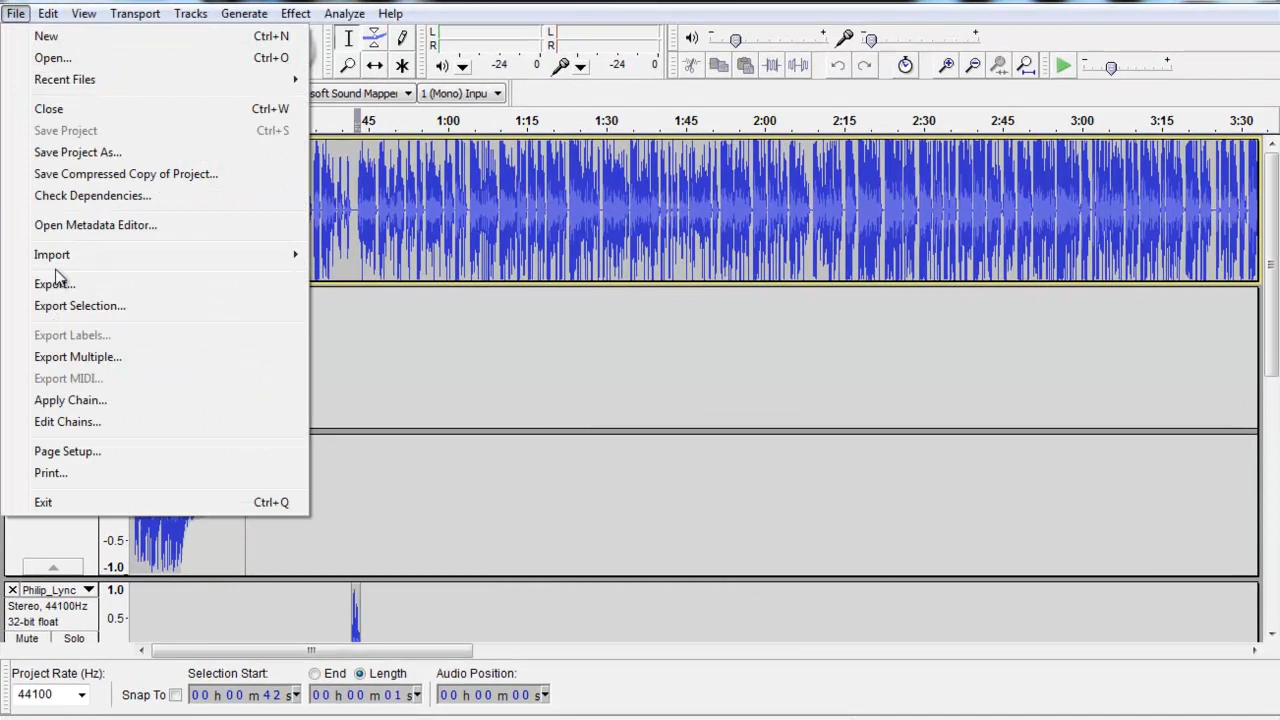 File Edit View Transport Tracks Generate Effect Analyze Help
New Ctrl+N
Open... Ctrl+O
Recent Files
Close Ctrl+W
Save Project Ctrl+S
Save Project As...
Save Compressed Copy of Project...
Check Dependencies...
Open Metadata Editor...
Import
Export...
Export Selection...
Export Labels...
Export Multiple...
Export MIDI...
Apply Chain...
Edit Chains...
Page Setup...
Print...
Exit Ctrl+Q
L L
R R
-24 0 -24 0
soft Sound Mapper 1 (Mono) Inpu
45 1:00 1:15 1:30 1:45 2:00 2:15 2:30 2:45 3:00 3:15 3:30
-0.5
-1.0
Philip_Lync 1.0
Stereo, 44100Hz
32-bit float 0.5
Mute Solo
Project Rate (Hz): Selection Start: End Length Audio Position:
44100 Snap To 00 h 00 m 42 s 00 h 00 m 01 s 00 h 00 m 00 s